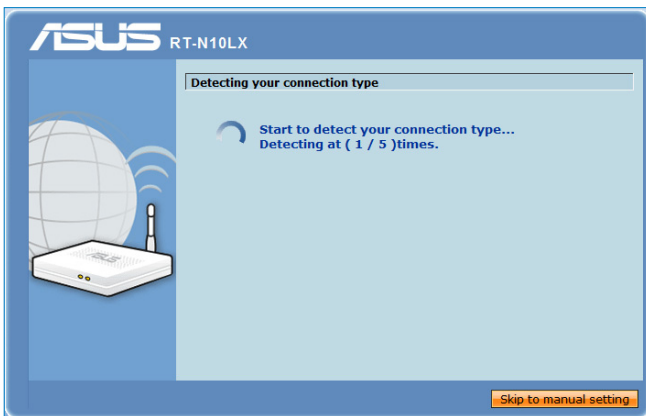 ASUS RT-N10LX
Detecting your connection type
Start to detect your connection type...
Detecting at ( 1 / 5 )times.
ASUS
Skip to manual setting